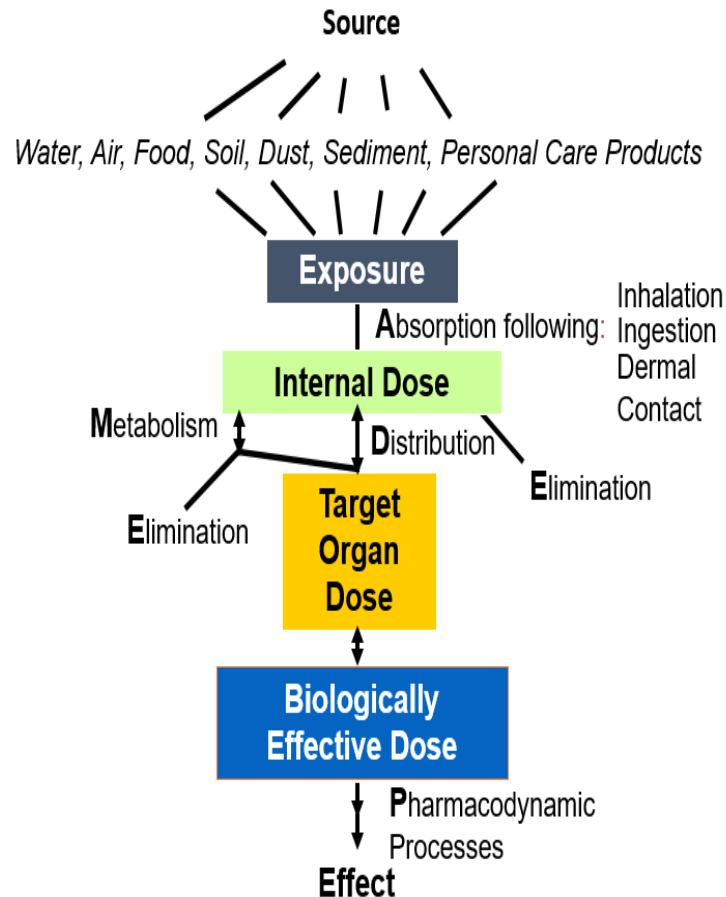 Source
Water, Air, Food, Soil, Dust, Sediment, Personal Care Products
Exposure
Absorption following:
Inhalation
Ingestion
Dermal
Contact
Internal Dose
Metabolism
Distribution
Elimination
Elimination
Target
Organ
Dose
Biologically
Effective Dose
Pharmacodynamic
Processes
Effect